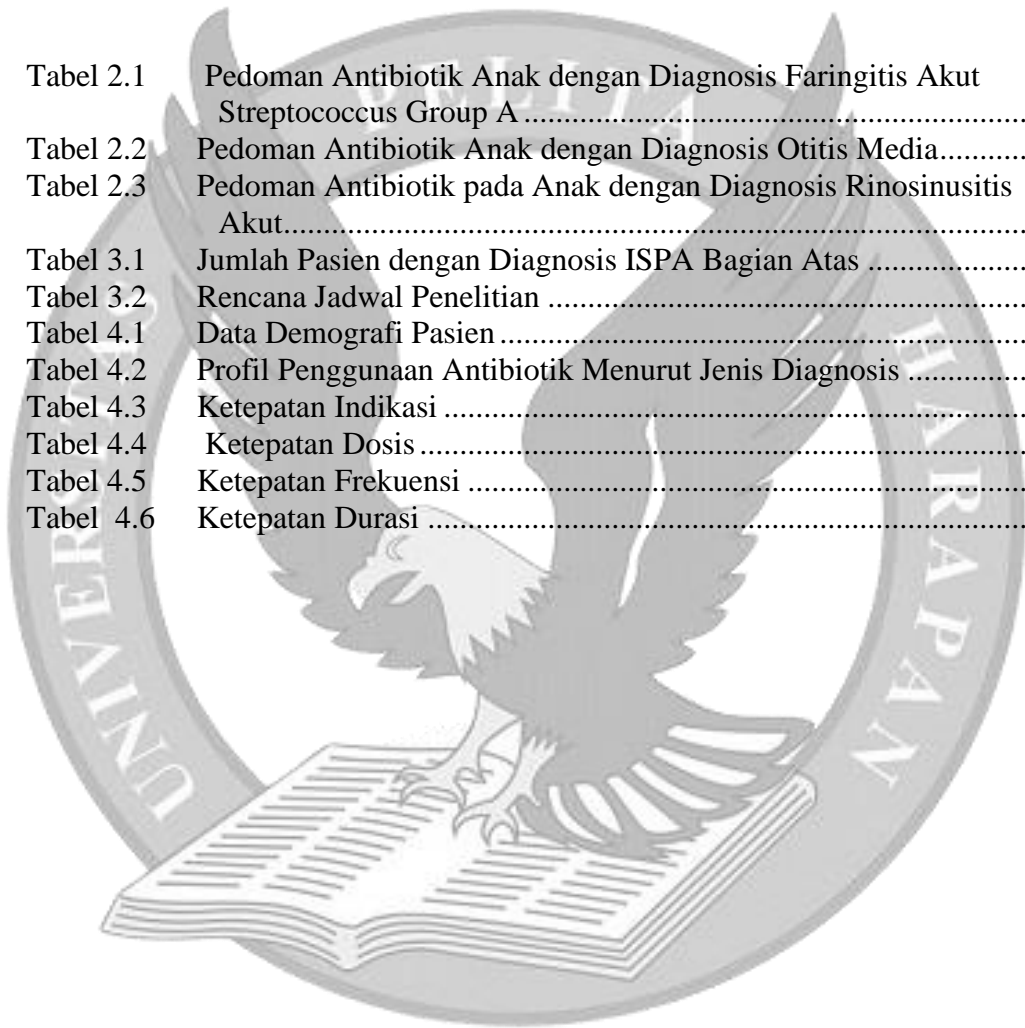 Tabel 2.1 Pedoman Antibiotik Anak dengan Diagnosis Faringitis Akut
Streptococcus Group A ...............................................................
Tabel 2.2 Pedoman Antibiotik Anak dengan Diagnosis Otitis Media...........
Tabel 2.3 Pedoman Antibiotik pada Anak dengan Diagnosis Rinosinusitis
Akut.................................................................................................
Tabel 3.1 Jumlah Pasien dengan Diagnosis ISPA Bagian Atas ....................
Tabel 3.2 Rencana Jadwal Penelitian ................................................................
Tabel 4.1 Data Demografi Pasien ......................................................................
Tabel 4.2 Profil Penggunaan Antibiotik Menurut Jenis Diagnosis ...............
Tabel 4.3 Ketepatan Indikasi ..............................................................................
Tabel 4.4 Ketepatan Dosis .................................................................................
Tabel 4.5 Ketepatan Frekuensi ...........................................................................
Tabel 4.6 Ketepatan Durasi ................................................................................
UNIVERSITAS PELITA HARAPAN